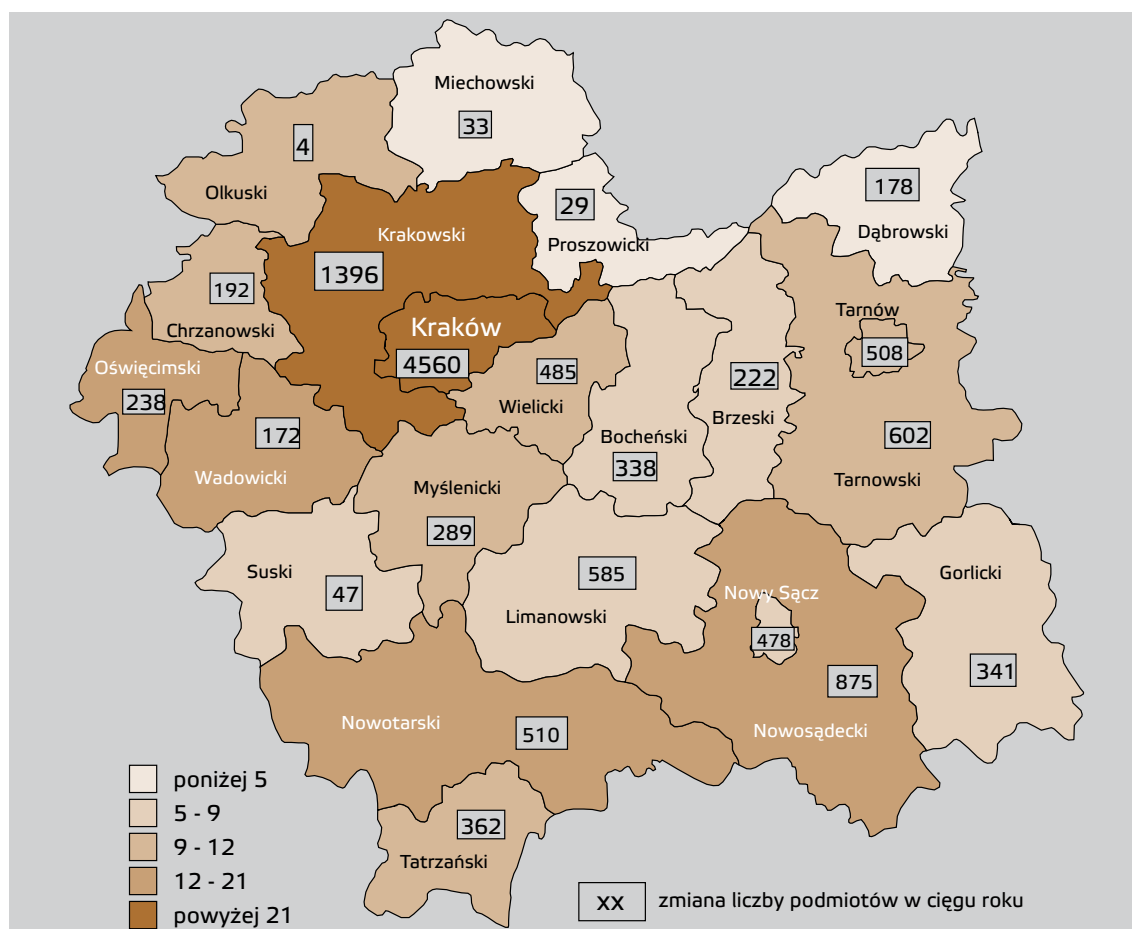 Miechowski
33
4
Olkuski
178
Dąbrowski
29
Proszowicki
Krakowski
1396
192
Chrzanowski
Kraków
4560
Tarnów
508
Oświęcimski
238
485
Wielicki
222
Brzeski
172
Wadowicki
Bocheński
338
602
Tarnowski
Myślenicki
289
Suski
47
585
Limanowski
Nowy Sącz
478
Gorlicki
341
875
Nowosądecki
Nowotarski
510
362
Tatrzański
poniżej 5
5 - 9
9 - 12
12 - 21
powyżej 21
xx zmiana liczby podmiotów w cięgu roku